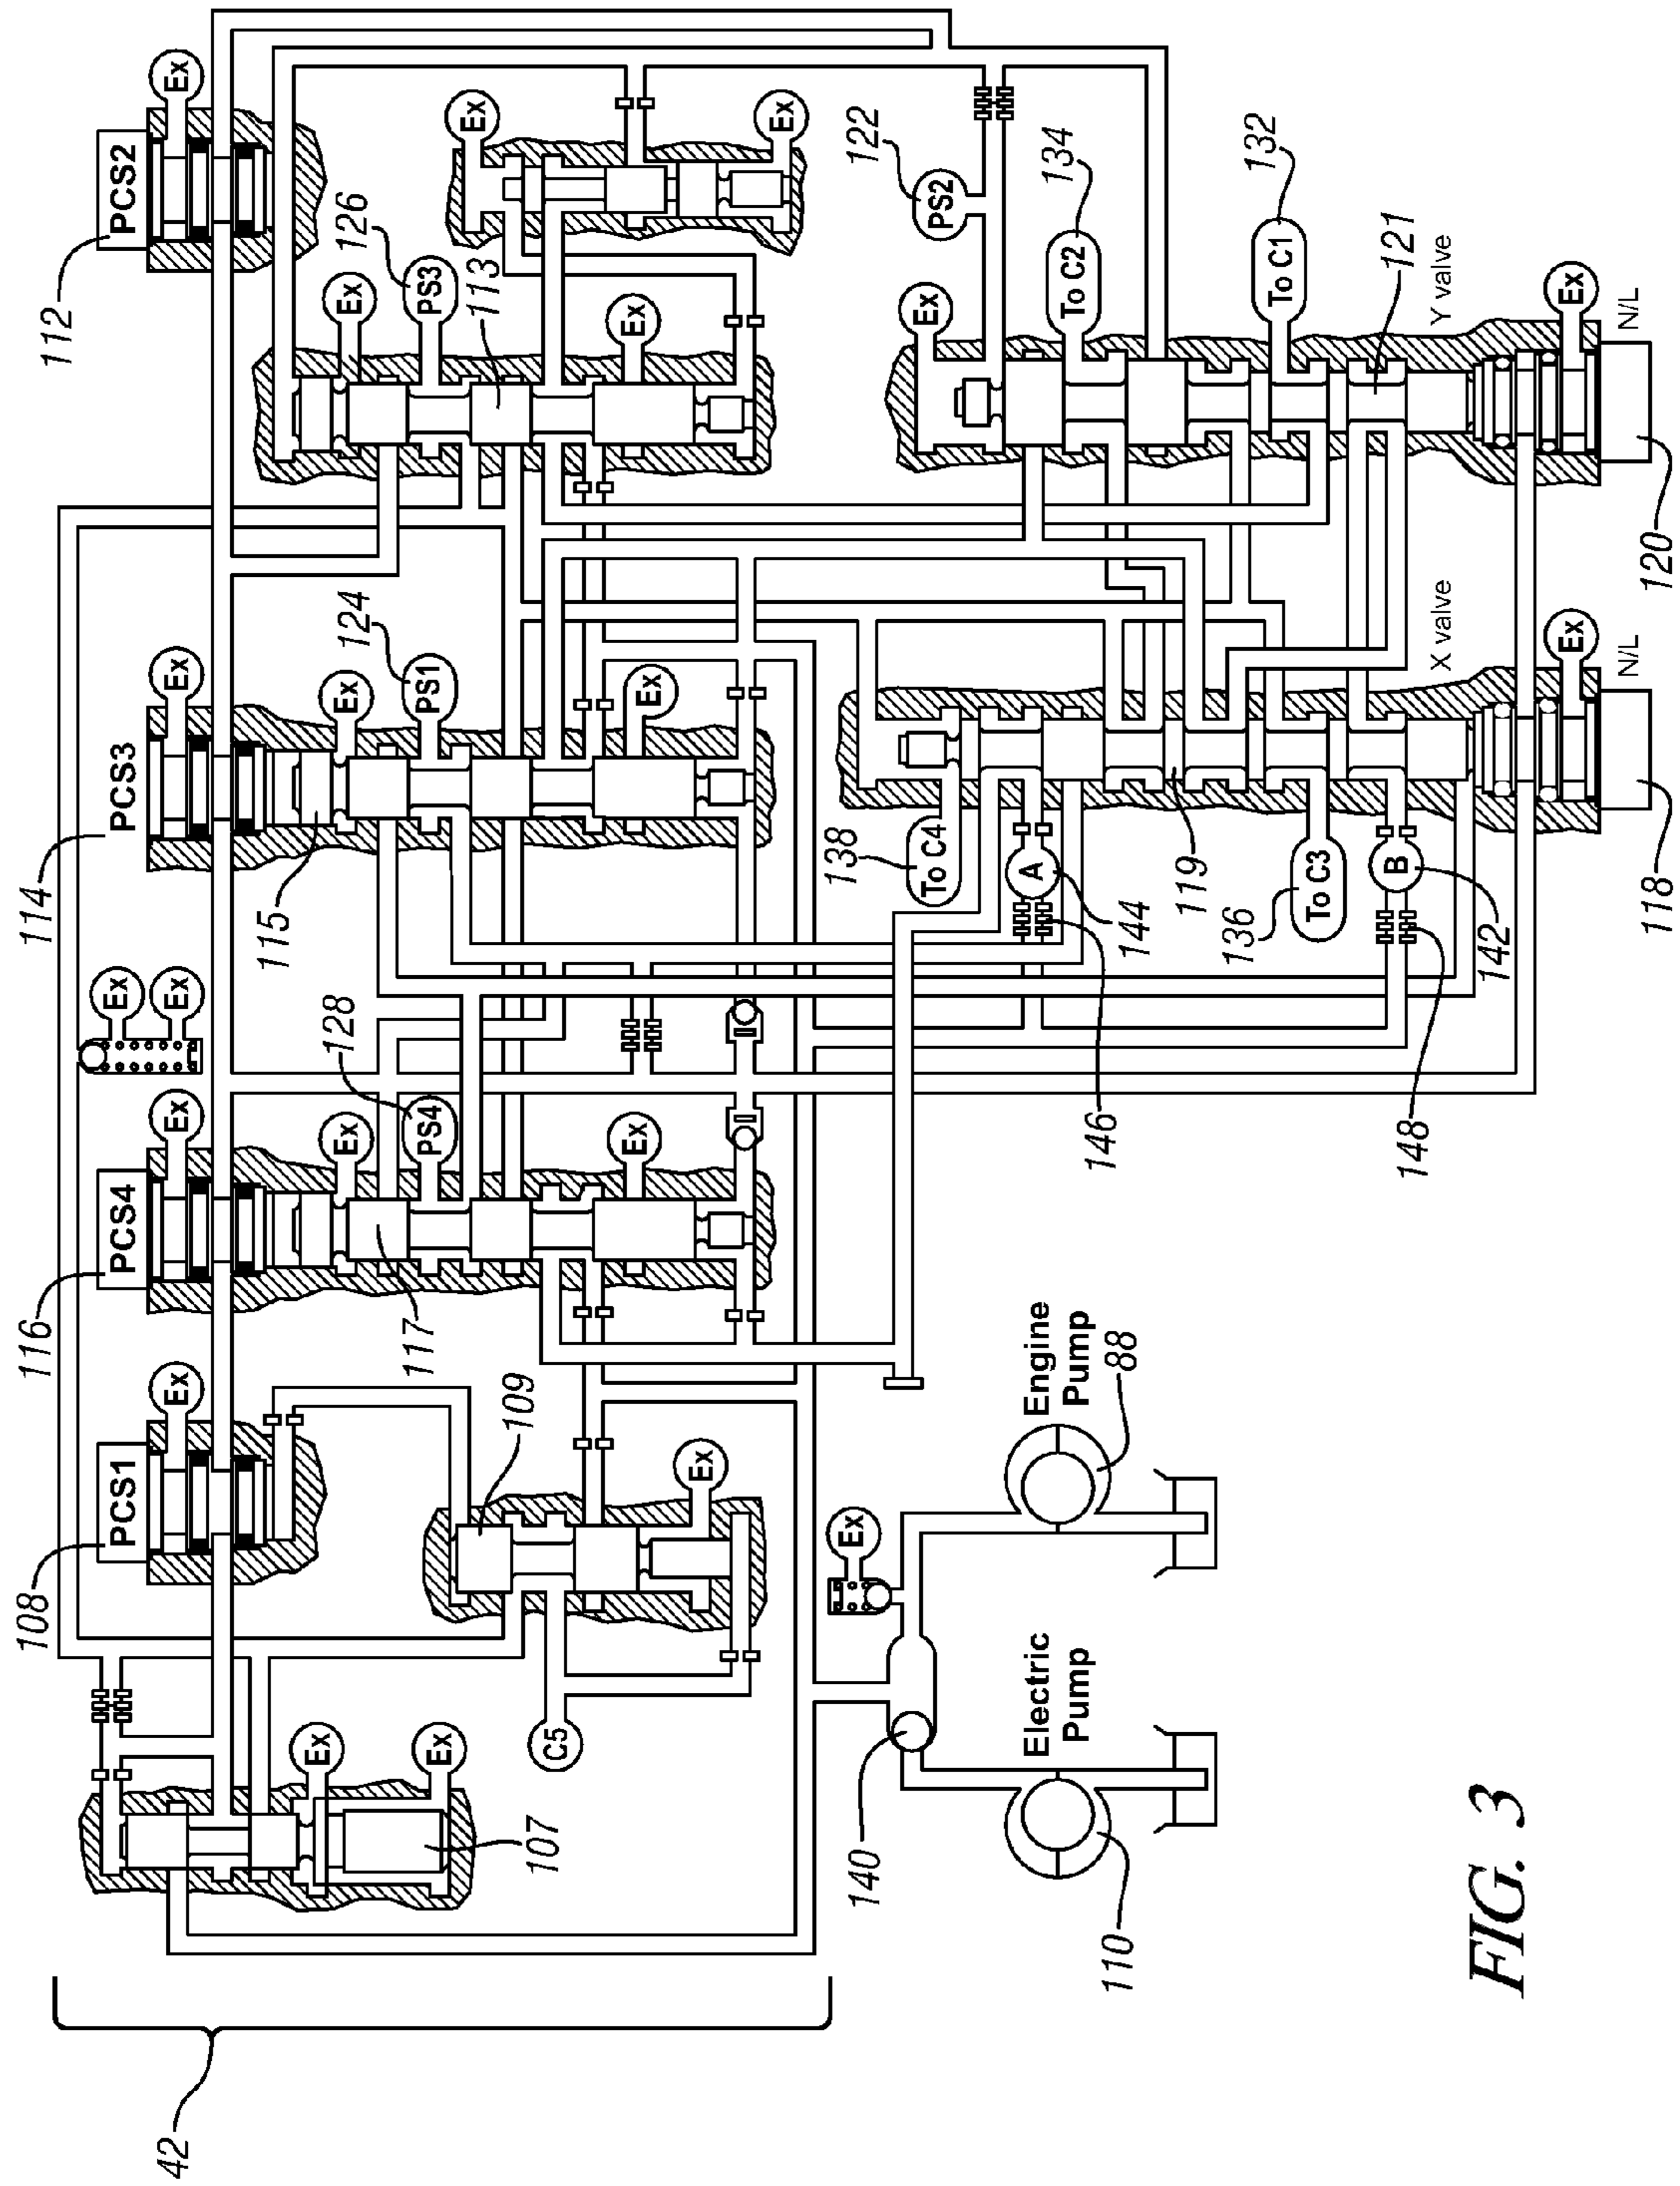 112
PCS2
Ex
114
PCS3
Ex
126
Ex
PS3
113
Ex
Ex
Ex
116
PCS4
Ex
Ex
Ex
115
124
Ex
PS1
Ex
122
PS2
Ex
134
To C2
132
To C1
121
Y valve
Ex
N/L
120
108
PCS1
Ex
128
Ex
PS4
Ex
117
138
To C4
A
144
146
119
136
To C3
B
142
148
X valve
Ex
N/L
118
109
Ex
C5
Ex
Ex
107
Ex
Engine
Pump
88
Electric
Pump
140
110
42
FIG. 3